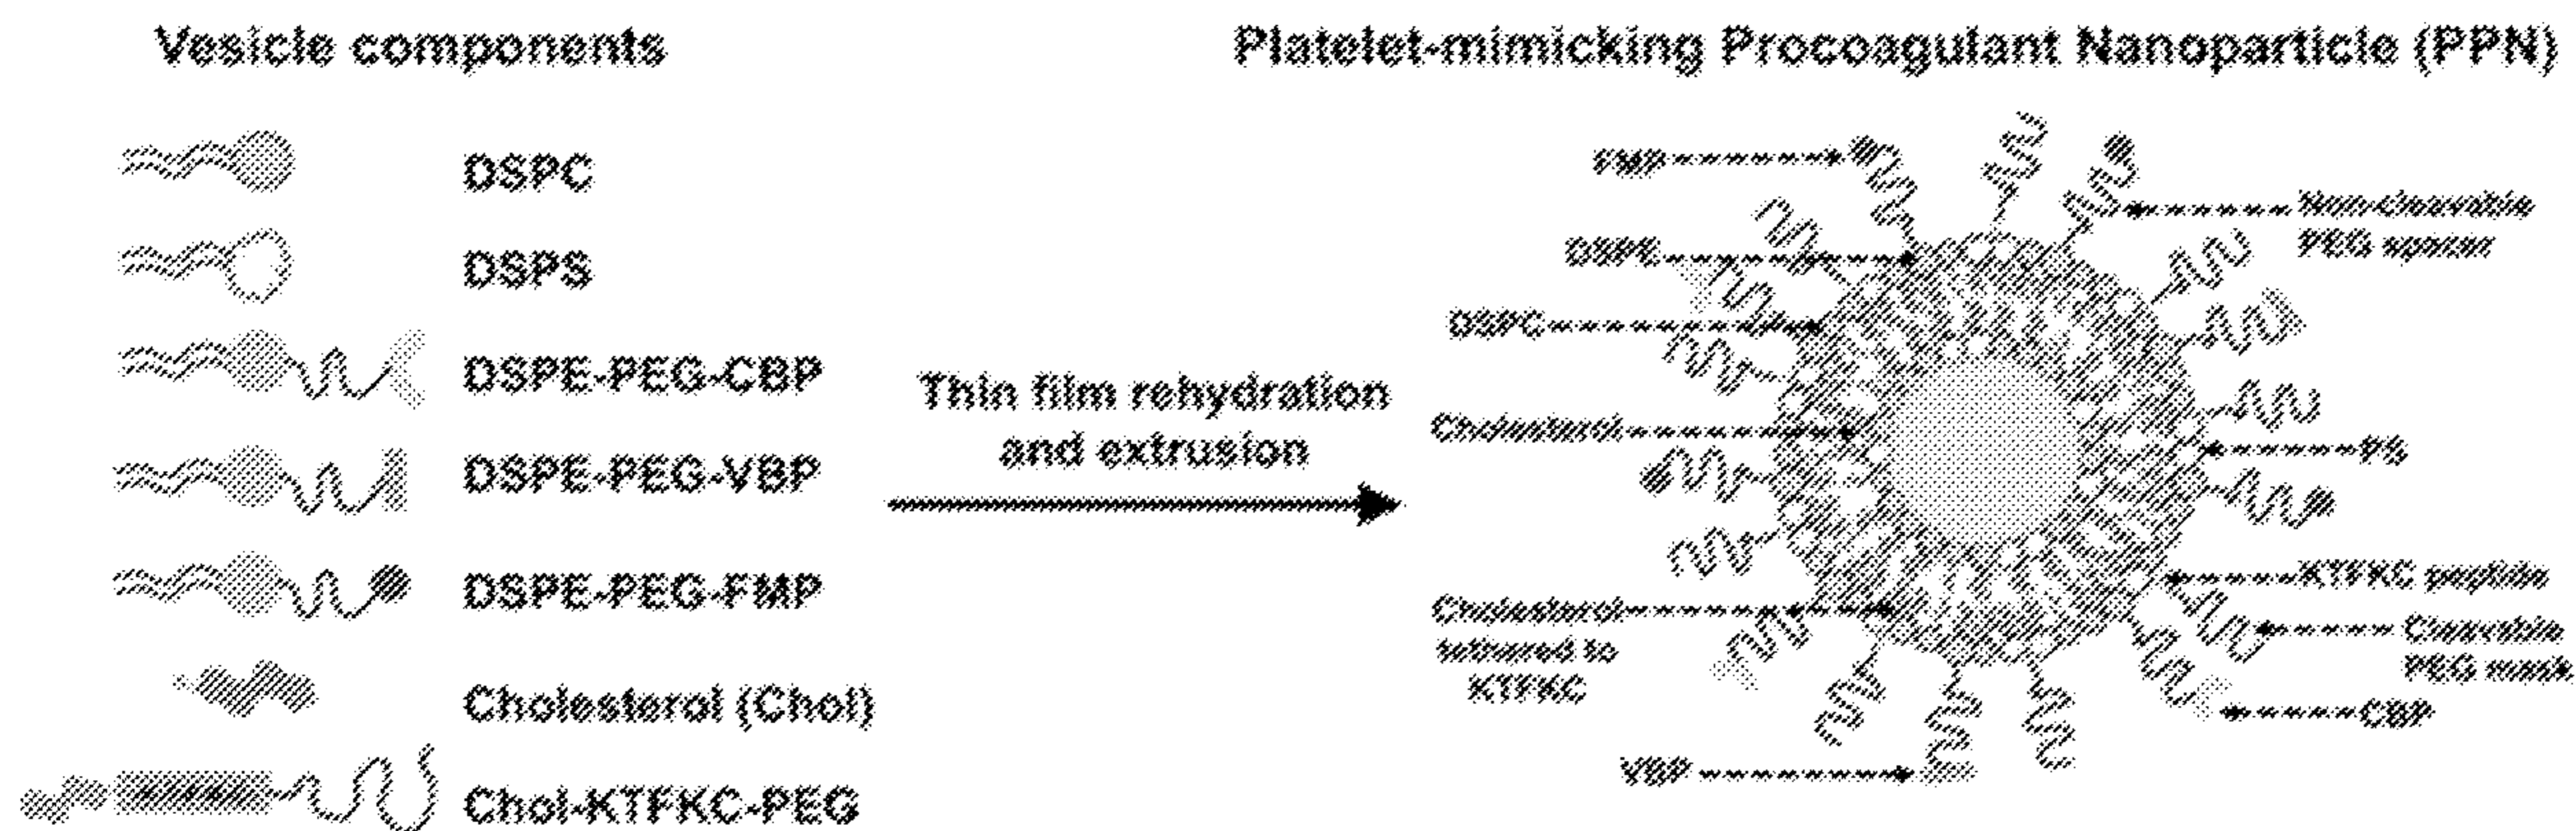 Vesicle components
DSPC
DSPS
DSPE-PEG-CBP
DSPE-PEG-VBP
DSPE-PEG-FMP
Cholesterol (Chol)
Chol-KTFKC-PEG
Thin film rehydration
and extrusion
Platelet-mimicking Procoagulant Nanoparticle (PPN)
FMP
DSPE
DSPC
Cholesterol
Cholesterol
tethered to
KTFKC
VBP
Non-cleavable
PEG spacer
PS
KTFKC peptide
Cleavable
PEG mask
CBP